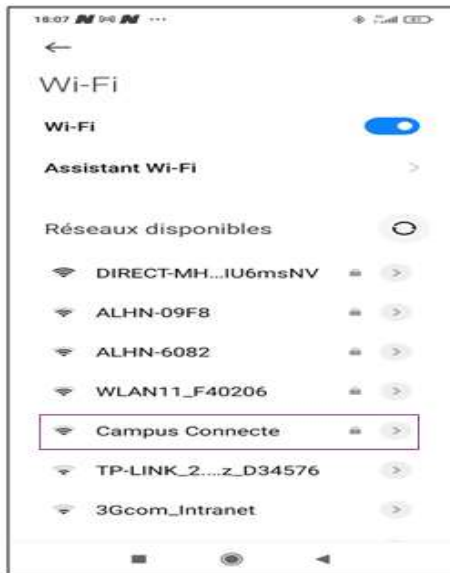 16:07
Wi-Fi
Wi-Fi
Assistant Wi-Fi
Réseaux disponibles
DIRECT-MH...IU6msNV
ALHN-09F8
ALHN-6082
WLAN11_F40206
Campus Connecte
TP-LINK_2....z_D34576
3Gcom_Intranet